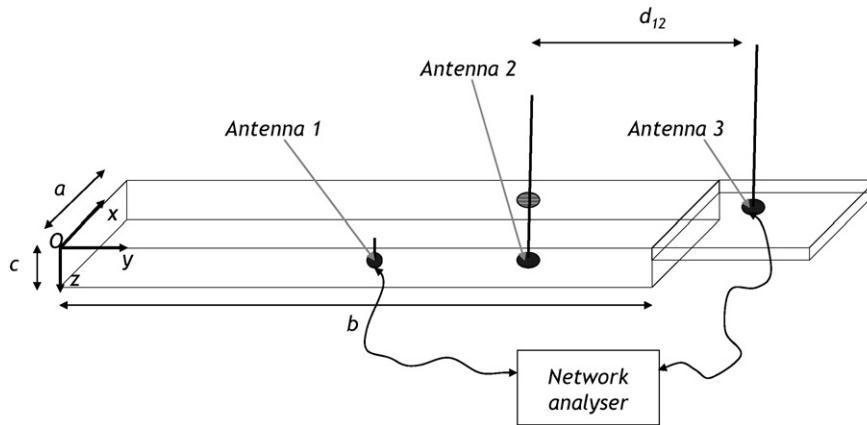 d12
Antenna 2
Antenna 1
Antenna 3
a
x
O
y
c
z
b
Network
analyser